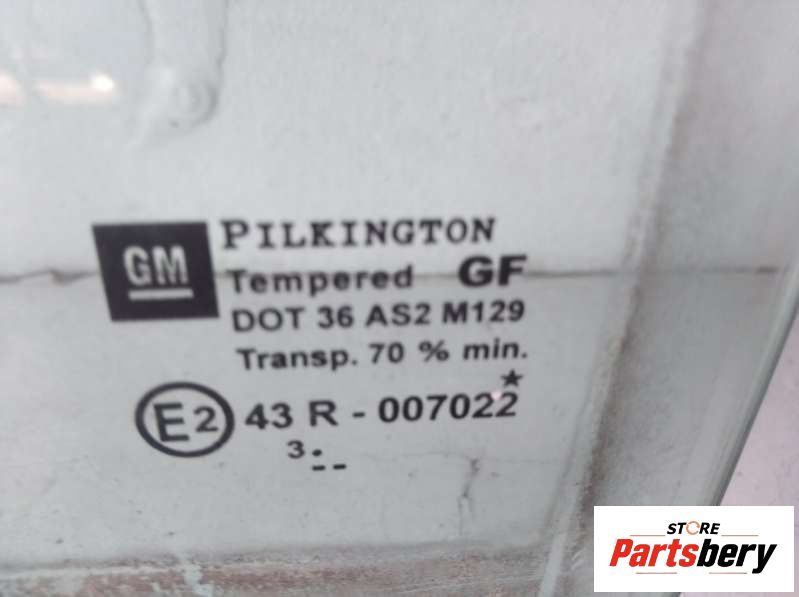 GM
PILKINGTON
Tempered GF
DOT 36 AS2 M129
Transp. 70 % min.
E2 43 R - 007022
3
STORE
Partsbery